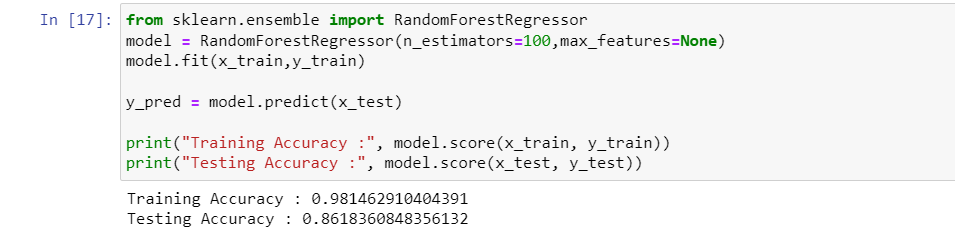 In [17]: from sklearn.ensemble import RandomForestRegressor
model = RandomForestRegressor(n_estimators=100,max_features=None)
model.fit(x_train,y_train)
y_pred = model.predict(x_test)
print("Training Accuracy :", model.score(x_train, y_train))
print("Testing Accuracy :", model.score(x_test, y_test))
Training Accuracy : 0.981462910404391
Testing Accuracy : 0.8618360848356132